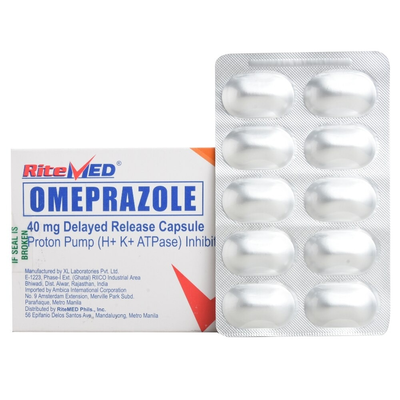 RiteMED®
OMEPRAZOLE
40 mg Delayed Release Capsule
Proton Pump (H+ K+ ATPase) Inhibit
IF SEAL IS
BROKEN
Manufactured by XL Laboratories Pvt. Ltd.
E-1223, Phase-I, Ext (Ghatal) RIICO Industrial Area
Bhiwadi, Dist. Alwar, Rajasthan, India
Imported by Ambica International Corporation
No. 9 Amsterdam Extension, Merville Park Subd.
Parañaque, Metro Manila
Distributed by RiteMED Phils., Inc.
56 Epifanio Delos Santos Ave., Mandaluyong, Metro Manila